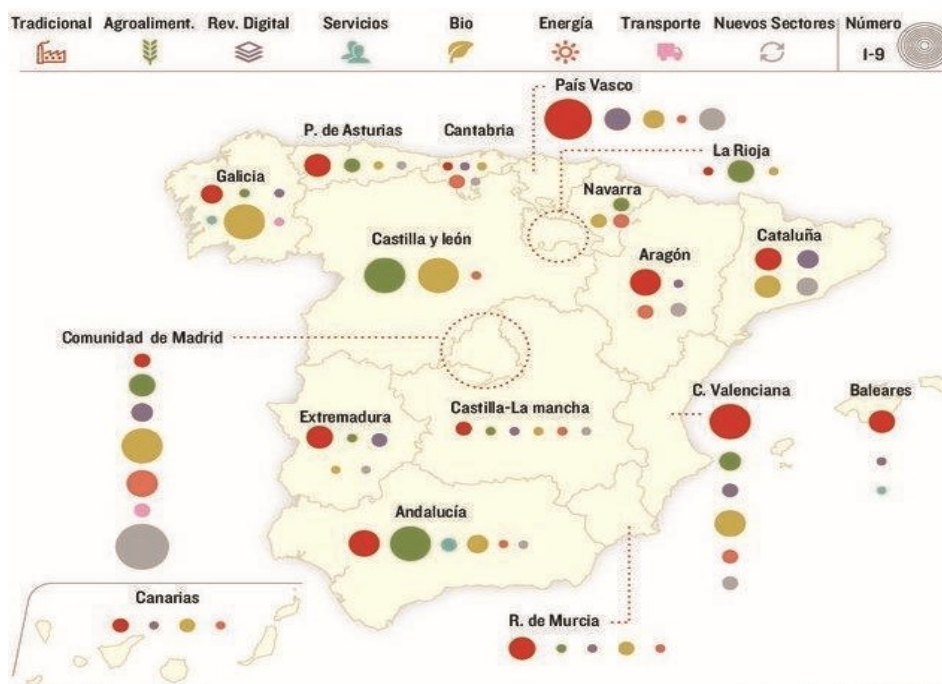 Tradicional Agroaliment. Rev. Digital Servicios Bio Energía Transporte Nuevos Sectores Número
1-9
País Vasco
P. de Asturias Cantabria
La Rioja
Galicia
Navarra
Castilla y león
Cataluña
Aragón
Comunidad de Madrid
C. Valenciana Baleares
Castilla-La mancha
Extremadura
Andalucía
Canarias
R. de Murcia